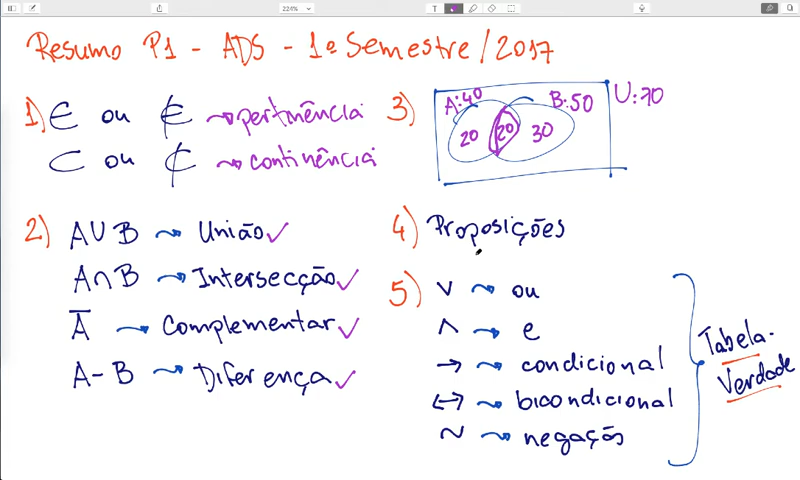 224%
Resumo P1 - ADS - 1º Semestre/2017
1) ∈ ou ∉ → pertinência
⊂ ou ⊄ → continência
2) A∪B → União ✓
A∩B → Intersecção ✓
A̅ → Complementar ✓
A-B → Diferença ✓
3) A:40 B:50 U:70
20 20 30
4) Proposições
5) ∨ → ou
∧ → e
→ → condicional
↔ → bicondicional
~ → negação
Tabela-
Verdade